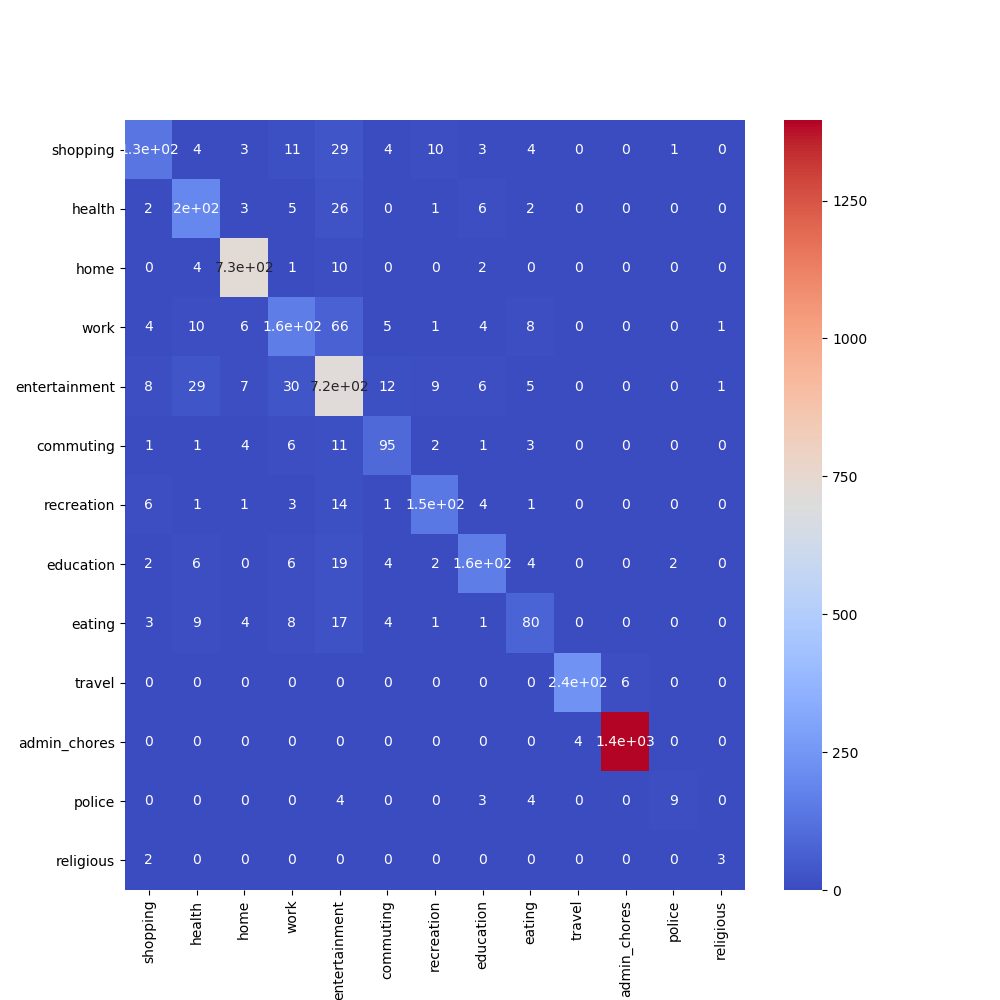 shopping 1.3e+02 4 3 11 29 4 10 3 4 0 0 1 0
health 2 2e+02 3 5 26 0 1 6 2 0 0 0 0
home 0 4 7.3e+02 1 10 0 0 2 0 0 0 0 0
work 4 10 6 1.6e+02 66 5 1 4 8 0 0 0 1
entertainment 8 29 7 30 7.2e+02 12 9 6 5 0 0 0 1
commuting 1 1 4 6 11 95 2 1 3 0 0 0 0
recreation 6 1 1 3 14 1 1.5e+02 4 1 0 0 0 0
education 2 6 0 6 19 4 2 1.6e+02 4 0 0 2 0
eating 3 9 4 8 17 4 1 1 80 0 0 0 0
travel 0 0 0 0 0 0 0 0 0 2.4e+02 6 0 0
admin_chores 0 0 0 0 0 0 0 0 0 4 1.4e+03 0 0
police 0 0 0 0 4 0 0 3 4 0 0 9 0
religious 2 0 0 0 0 0 0 0 0 0 0 0 3
shopping health home work entertainment commuting recreation education eating travel admin_chores police religious
1250
1000
750
500
250
0